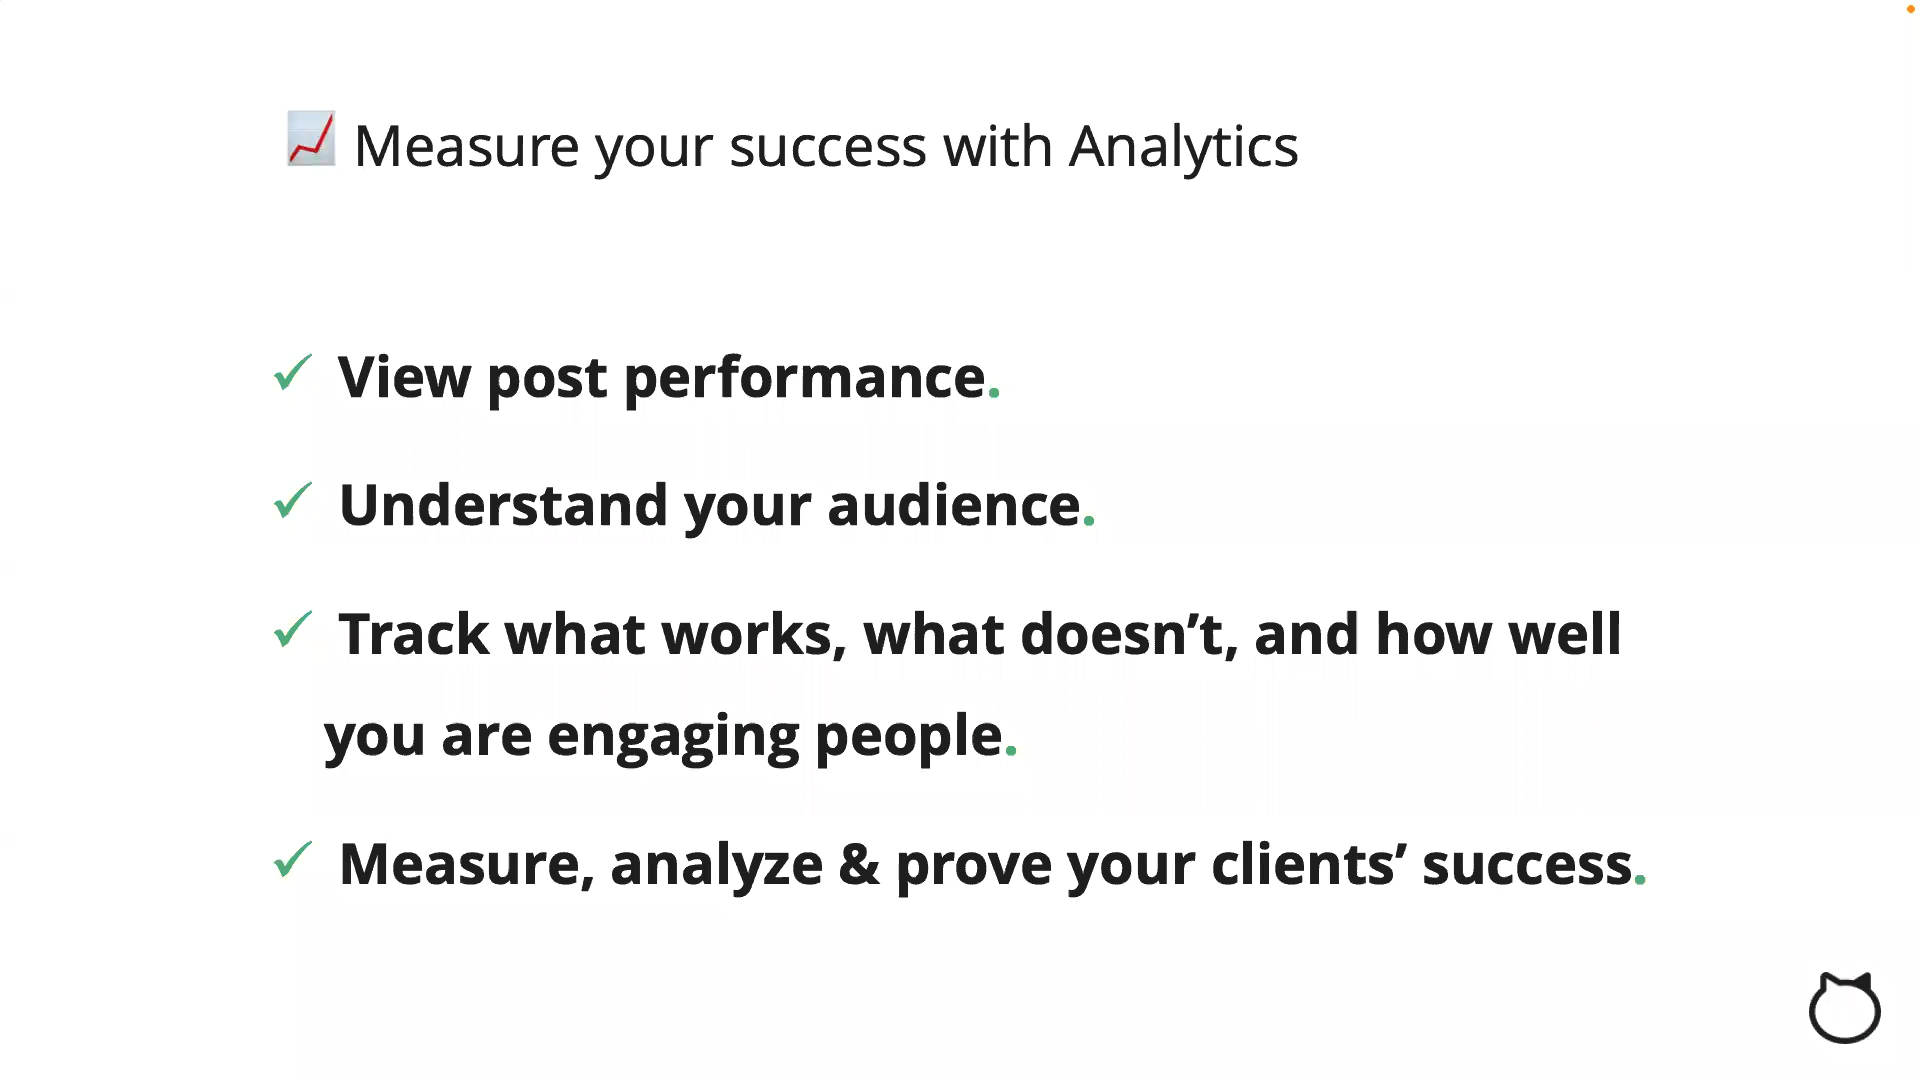 📈 Measure your success with Analytics
✓ View post performance.
✓ Understand your audience.
✓ Track what works, what doesn’t, and how well
you are engaging people.
✓ Measure, analyze & prove your clients’ success.